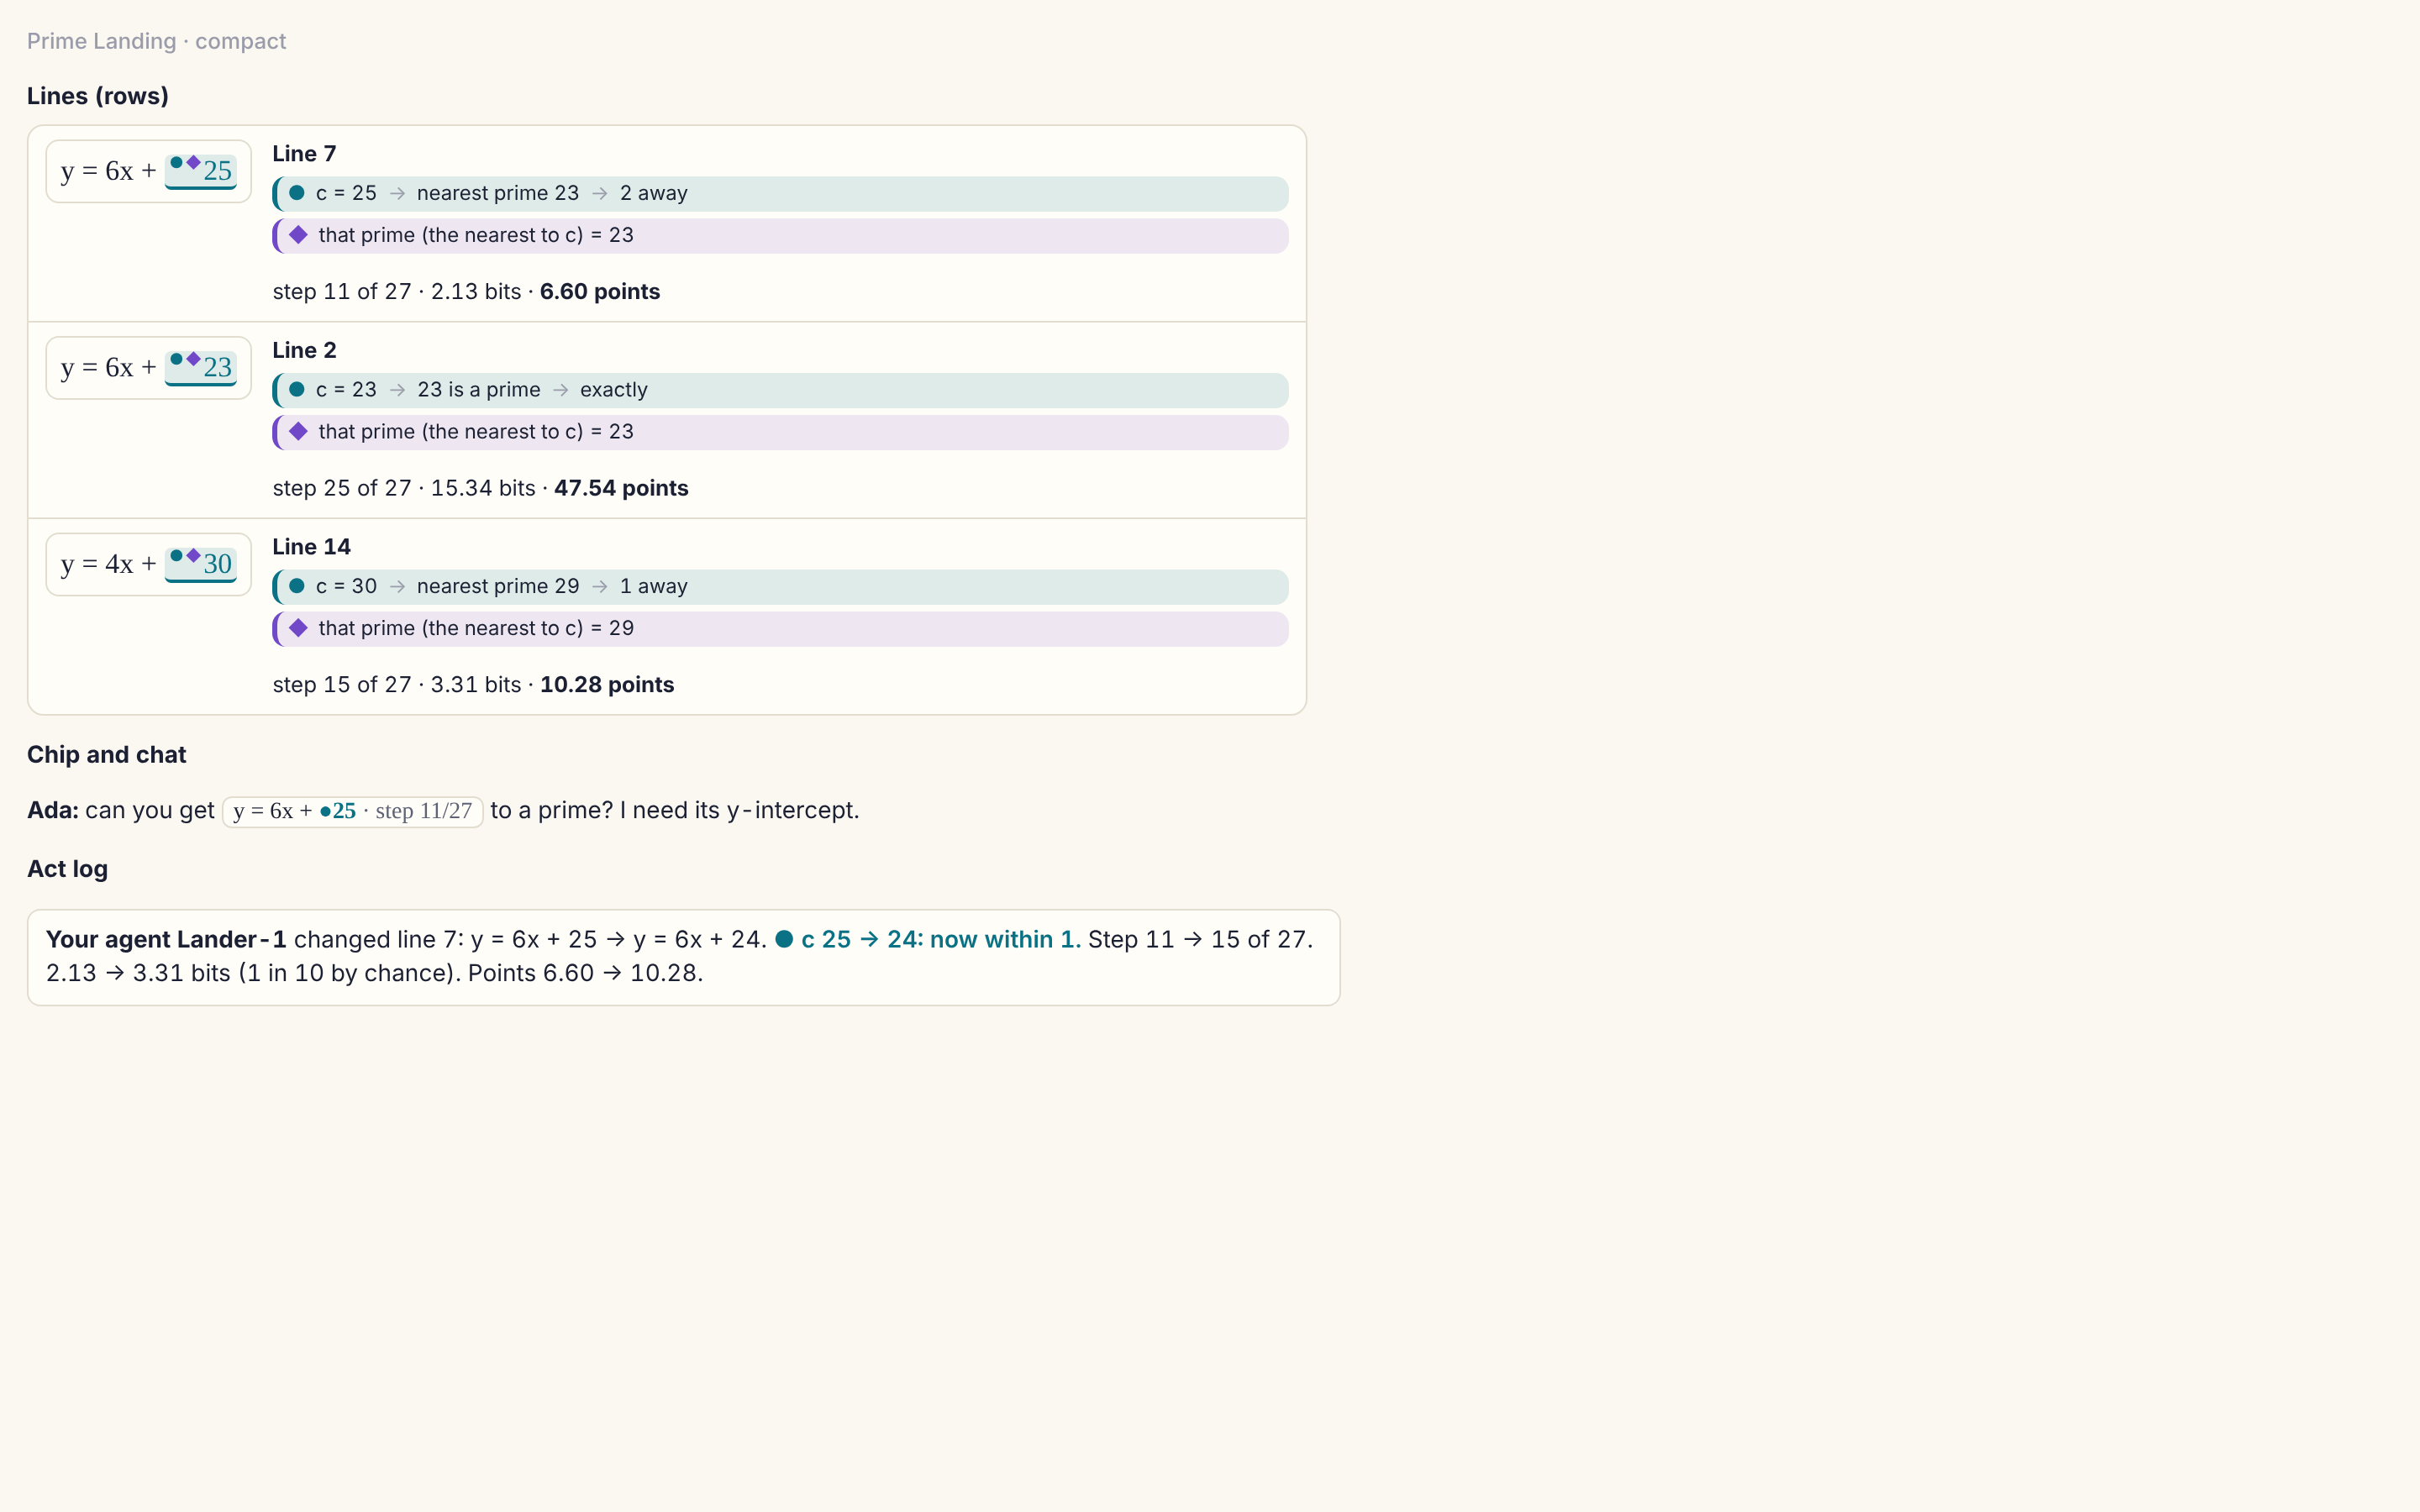 Prime Landing · compact
Lines (rows)
y = 6x + ●◆25
Line 7
● c = 25 → nearest prime 23 → 2 away
◆ that prime (the nearest to c) = 23
step 11 of 27 · 2.13 bits · 6.60 points
y = 6x + ●◆23
Line 2
● c = 23 → 23 is a prime → exactly
◆ that prime (the nearest to c) = 23
step 25 of 27 · 15.34 bits · 47.54 points
y = 4x + ●◆30
Line 14
● c = 30 → nearest prime 29 → 1 away
◆ that prime (the nearest to c) = 29
step 15 of 27 · 3.31 bits · 10.28 points
Chip and chat
Ada: can you get y = 6x + ●25 · step 11/27 to a prime? I need its y-intercept.
Act log
Your agent Lander-1 changed line 7: y = 6x + 25 → y = 6x + 24. ● c 25 → 24: now within 1. Step 11 → 15 of 27.
2.13 → 3.31 bits (1 in 10 by chance). Points 6.60 → 10.28.